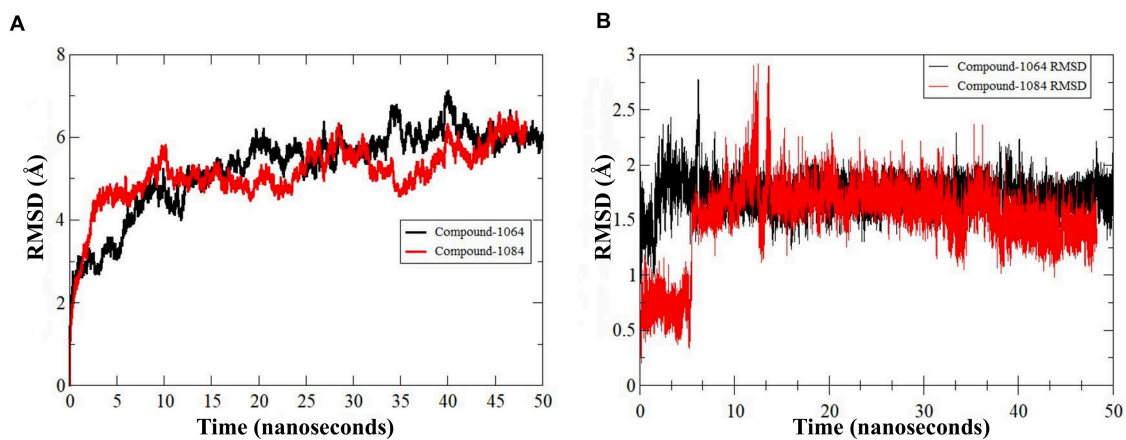 A
RMSD (Å)
8
6
4
2
0
Compound-1064
Compound-1084
0 5 10 15 20 25 30 35 40 45 50
Time (nanoseconds)
B
RMSD (Å)
3
2.5
2
1.5
1
0.5
0
Compound-1064 RMSD
Compound-1084 RMSD
0 10 20 30 40 50
Time (nanoseconds)